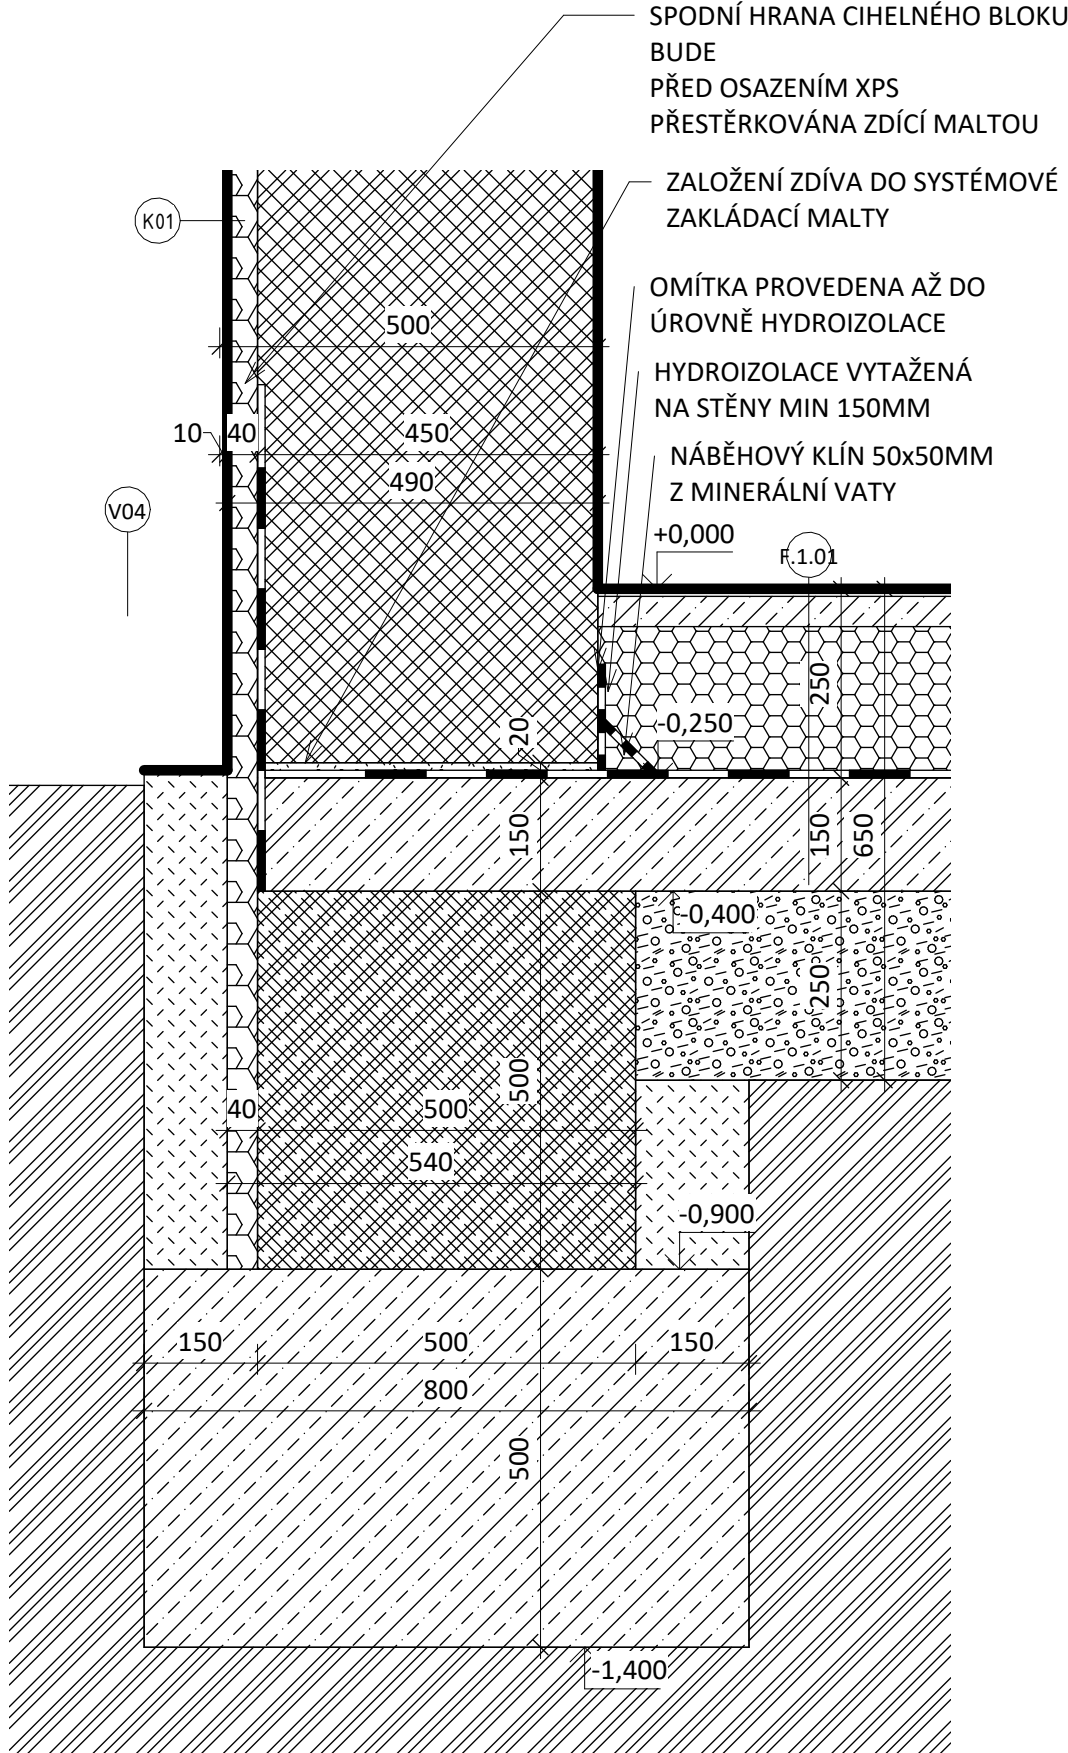 SPODNÍ HRANA CIHELNÉHO BLOKU
BUDE
PŘED OSAZENÍM XPS
PŘESTĚRKOVÁNA ZDÍCÍ MALTOU
ZALOŽENÍ ZDÍVA DO SYSTÉMOVÉ
ZAKLÁDACÍ MALTY
K01
OMÍTKA PROVEDENA AŽ DO
ÚROVNĚ HYDROIZOLACE
500
HYDROIZOLACE VYTAŽENÁ
NA STĚNY MIN 150MM
10 40 450
NÁBĚHOVÝ KLÍN 50x50MM
Z MINERÁLNÍ VATY
490
V04
+0,000
F.1.01
250
-0,250
20
150
150
650
-0,400
250
500
40 500
540
-0,900
150 500 150
800
500
-1,400